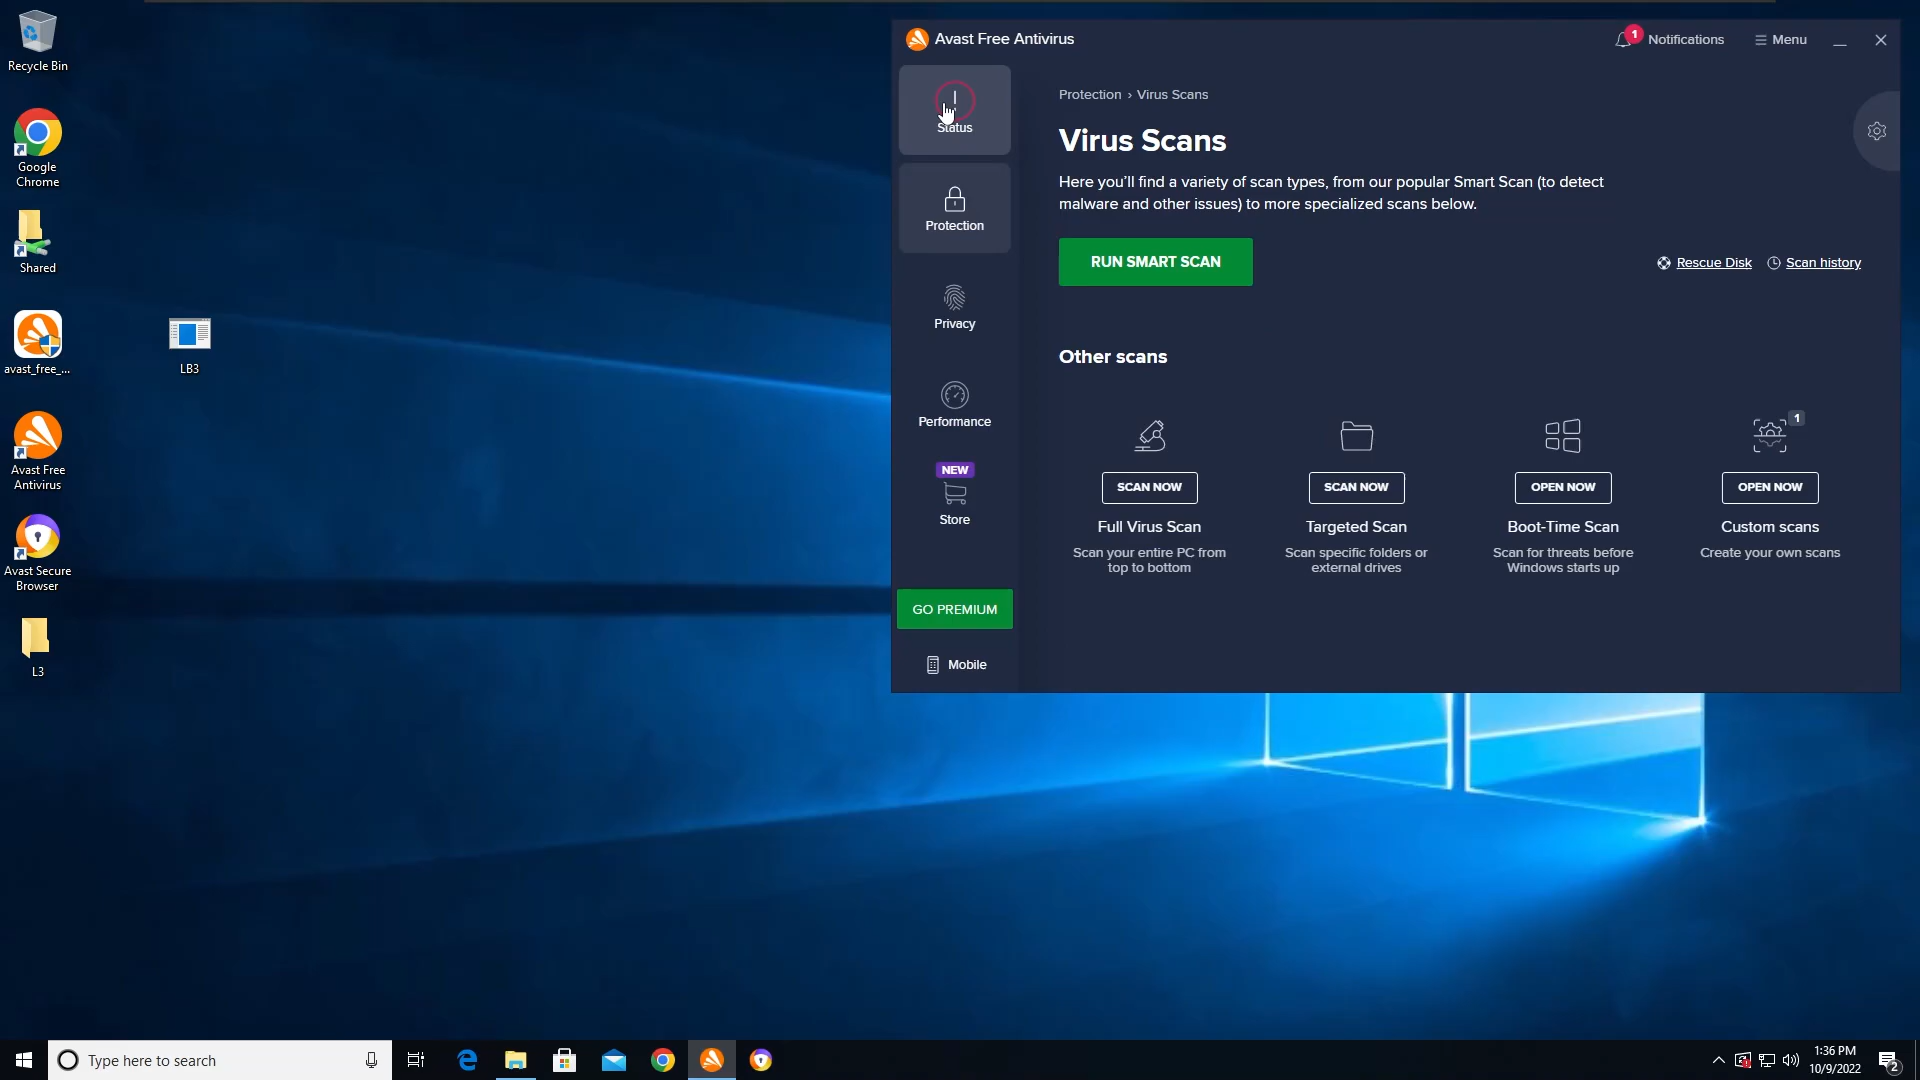 Recycle Bin
Google
Chrome
Shared
avast_free_...
Avast Free
Antivirus
Avast Secure
Browser
L3
LB3
Avast Free Antivirus
1
Notifications
Menu
Status
Protection
Privacy
Performance
NEW
Store
GO PREMIUM
Mobile
Protection › Virus Scans
Virus Scans
Here you'll find a variety of scan types, from our popular Smart Scan (to detect
malware and other issues) to more specialized scans below.
RUN SMART SCAN
Rescue Disk
Scan history
Other scans
SCAN NOW
Full Virus Scan
Scan your entire PC from
top to bottom
SCAN NOW
Targeted Scan
Scan specific folders or
external drives
OPEN NOW
Boot-Time Scan
Scan for threats before
Windows starts up
1
OPEN NOW
Custom scans
Create your own scans
Type here to search
1:36 PM
10/9/2022
2